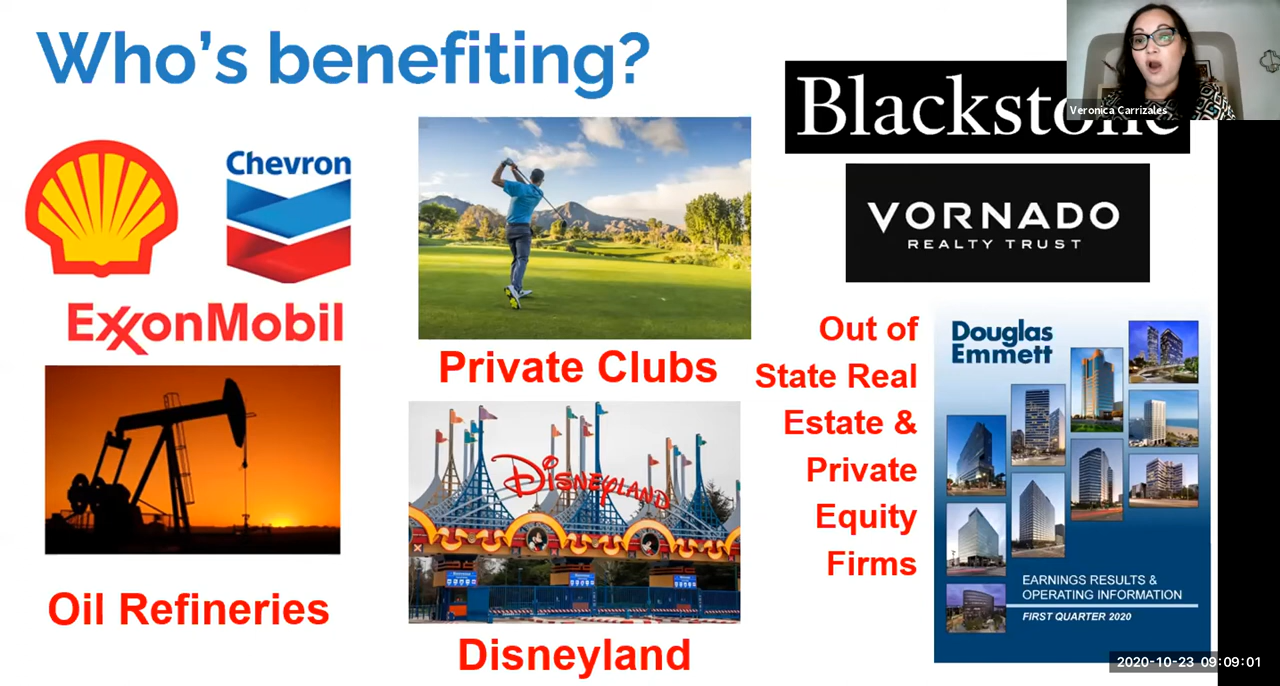 Who's benefiting?
Chevron
ExxonMobil
Oil Refineries
Private Clubs
DISNEYLAND
Disneyland
Blackstone
Veronica Carrizales
VORNADO
REALTY TRUST
Out of
State Real
Estate &
Private
Equity
Firms
Douglas
Emmett
EARNINGS RESULTS &
OPERATING INFORMATION
FIRST QUARTER 2020
2020-10-23 09:09:01